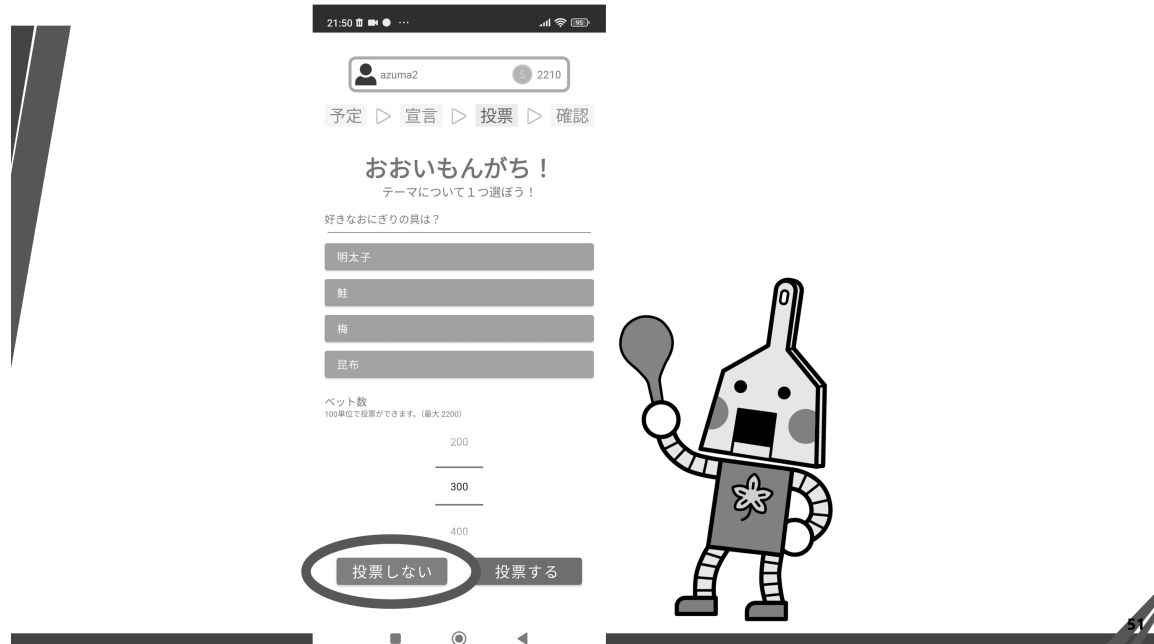 21:50 ···
95
azuma2 S 2210
予定 ▷ 宣言 ▷ 投票 ▷ 確認
おおいもんがち!
テーマについて1つ選ぼう!
好きなおにぎりの具は?
明太子
鮭
梅
昆布
ベット数
100単位で投票ができます。(最大 2200)
200
300
400
投票しない 投票する
51